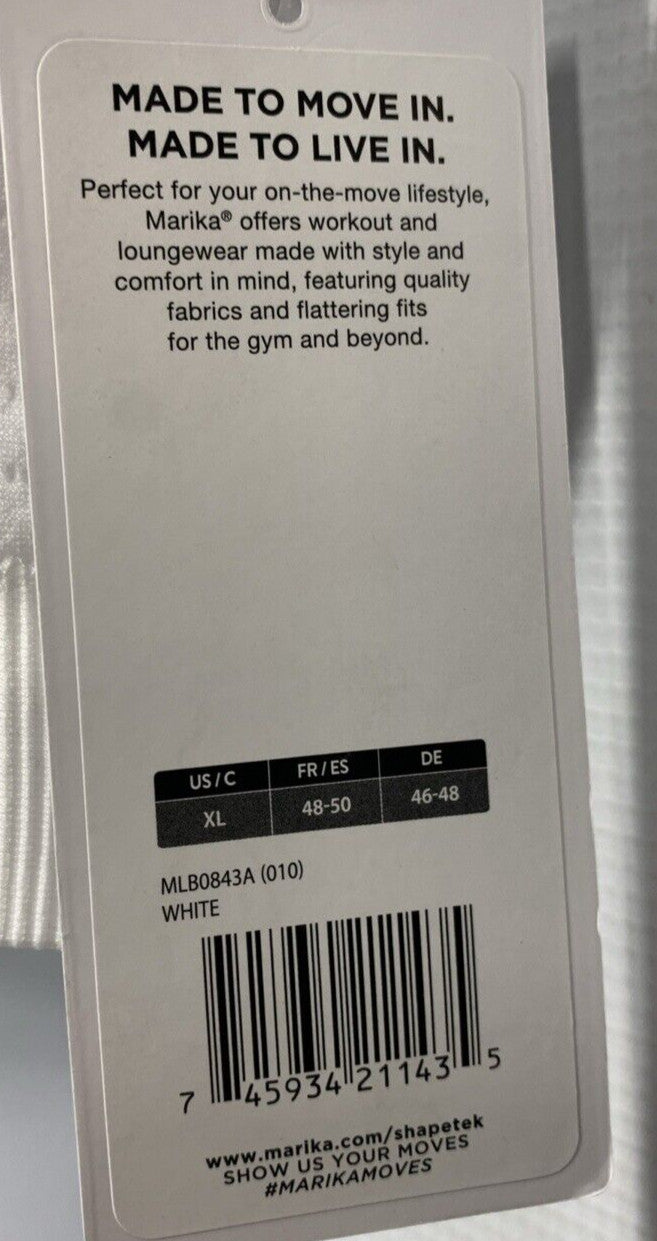 MADE TO MOVE IN.
MADE TO LIVE IN.
Perfect for your on-the-move lifestyle,
Marika® offers workout and
loungewear made with style and
comfort in mind, featuring quality
fabrics and flattering fits
for the gym and beyond.
US/C FR/ES DE
XL 48-50 46-48
MLB0843A (010)
WHITE
7 45934 21143 5
www.marika.com/shapetek
SHOW US YOUR MOVES
#MARIKAMOVES